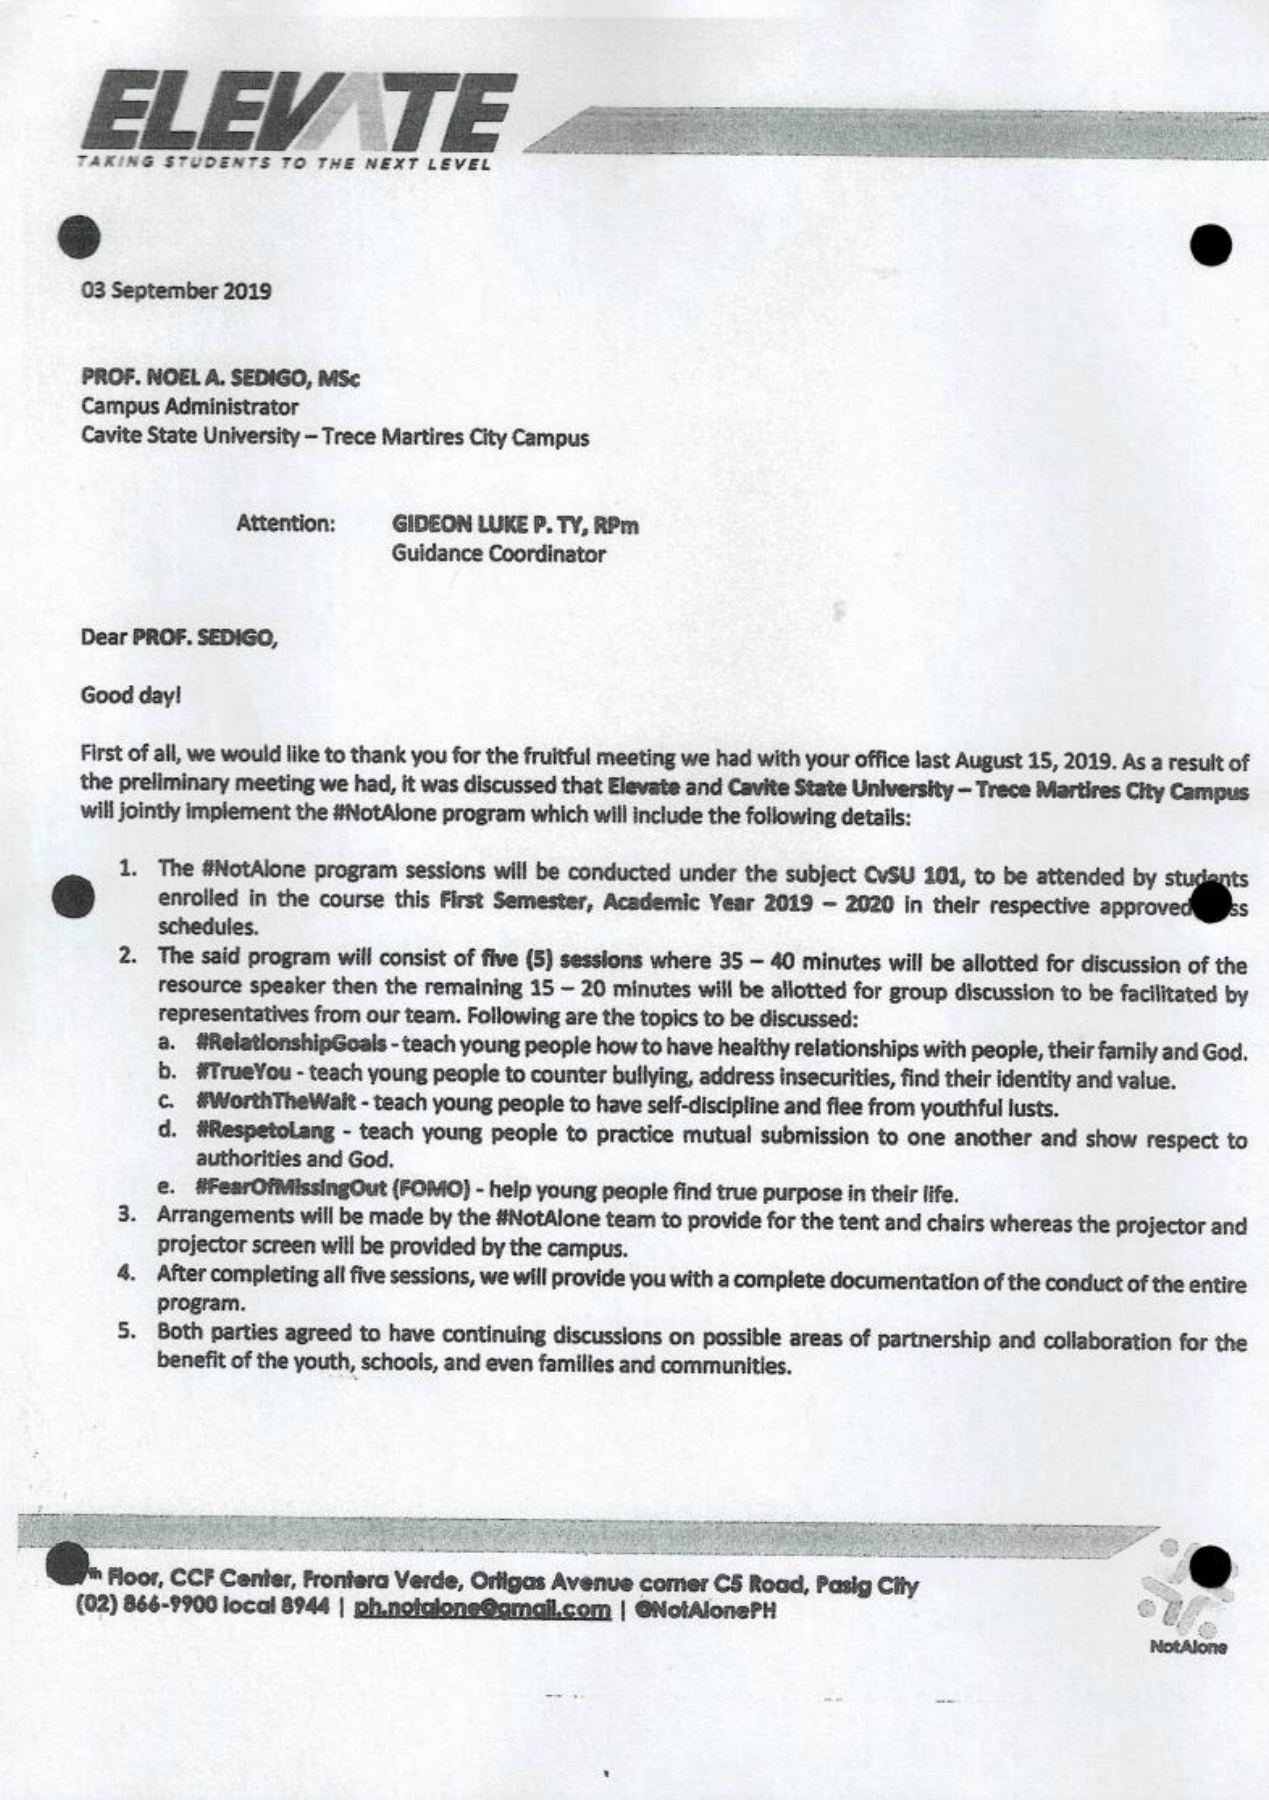 ELEVATE
TAKING STUDENTS TO THE NEXT LEVEL
03 September 2019
PROF. NOEL A. SEDIGO, MSc
Campus Administrator
Cavite State University – Trece Martires City Campus
Attention: GIDEON LUKE P. TY, RPm
Guidance Coordinator
Dear PROF. SEDIGO,
Good day!
First of all, we would like to thank you for the fruitful meeting we had with your office last August 15, 2019. As a result of
the preliminary meeting we had, it was discussed that Elevate and Cavite State University – Trece Martires City Campus
will jointly implement the #NotAlone program which will include the following details:
1. The #NotAlone program sessions will be conducted under the subject CvSU 101, to be attended by students
enrolled in the course this First Semester, Academic Year 2019 – 2020 in their respective approved
schedules.
2. The said program will consist of five (5) sessions where 35 – 40 minutes will be allotted for discussion of the
resource speaker then the remaining 15 – 20 minutes will be allotted for group discussion to be facilitated by
representatives from our team. Following are the topics to be discussed:
a. #RelationshipGoals - teach young people how to have healthy relationships with people, their family and God.
b. #TrueYou - teach young people to counter bullying, address insecurities, find their identity and value.
c. #WorthTheWait - teach young people to have self-discipline and flee from youthful lusts.
d. #RespetoLang - teach young people to practice mutual submission to one another and show respect to
authorities and God.
e. #FearOfMissingOut (FOMO) - help young people find true purpose in their life.
3. Arrangements will be made by the #NotAlone team to provide for the tent and chairs whereas the projector and
projector screen will be provided by the campus.
4. After completing all five sessions, we will provide you with a complete documentation of the conduct of the entire
program.
5. Both parties agreed to have continuing discussions on possible areas of partnership and collaboration for the
benefit of the youth, schools, and even families and communities.
Floor, CCF Center, Frontera Verde, Ortigas Avenue corner C5 Road, Pasig City
(02) 866-9900 local 8944 | ph.notalone@gmail.com | @NotAlonePH
NotAlone